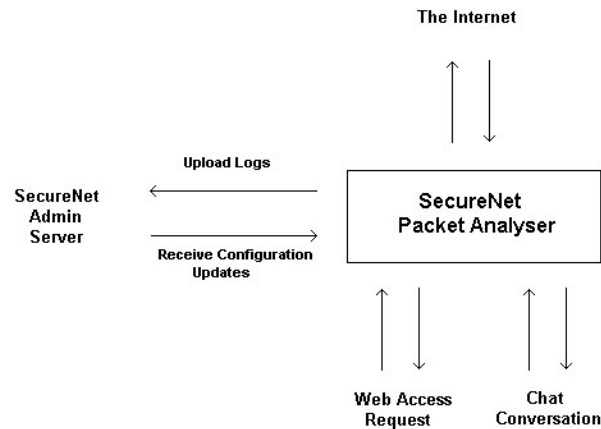 The Internet
Upload Logs
SecureNet
Admin
Server
SecureNet
Packet Analyser
Receive Configuration
Updates
Web Access
Request
Chat
Conversation